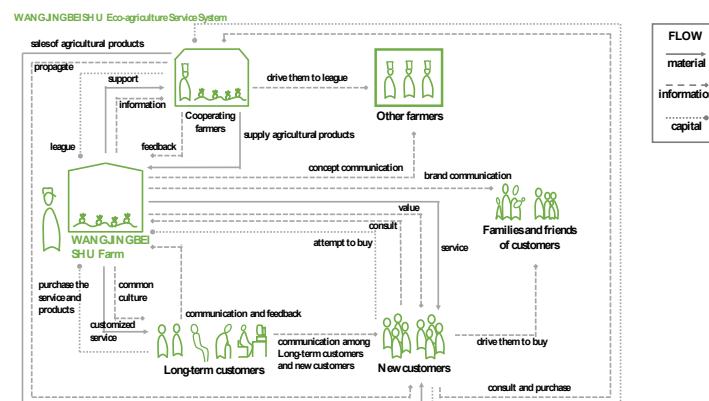 WANGJINGBEISHU Eco-agriculture Service System
FLOW
material
informatio
capital
sales of agricultural products
propagate
support
information
drive them to league
Cooperating
farmers
Other farmers
league
feedback
supply agricultural products
concept communication
brand communication
value
consult
attempt to buy
service
Families and friends
of customers
WANGJINGBEI
SHU Farm
purchase the
service and
products
common
culture
customized
service
communication and feedback
Long-term customers
communication among
Long-term customers
and new customers
New customers
drive them to buy
consult and purchase